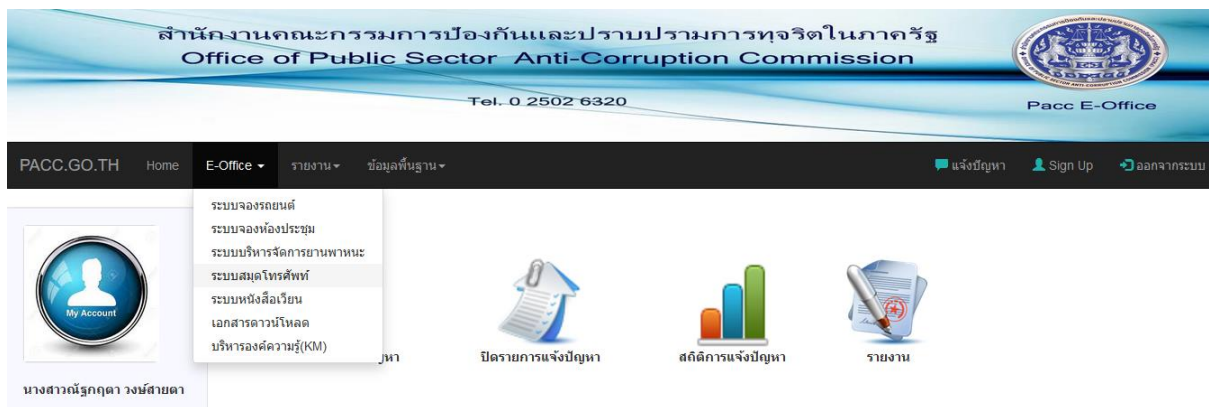 สำนักงานคณะกรรมการป้องกันและปราบปรามการทุจริตในภาครัฐ
Office of Public Sector Anti-Corruption Commission
Tel. 0 2502 6320
Pacc E-Office
PACC.GO.TH Home E-Office รายงาน ข้อมูลพื้นฐาน แจ้งปัญหา Sign Up ออกจากระบบ
ระบบจองรถยนต์
ระบบจองห้องประชุม
ระบบบริหารจัดการยานพาหนะ
ระบบสมุดโทรศัพท์
ระบบหนังสือเวียน
เอกสารดาวน์โหลด
บริหารองค์ความรู้(KM)
My Account
ปิดรายการแจ้งปัญหา สถิติการแจ้งปัญหา รายงาน
นางสาวณัฐกฤตา วงษ์สายตา